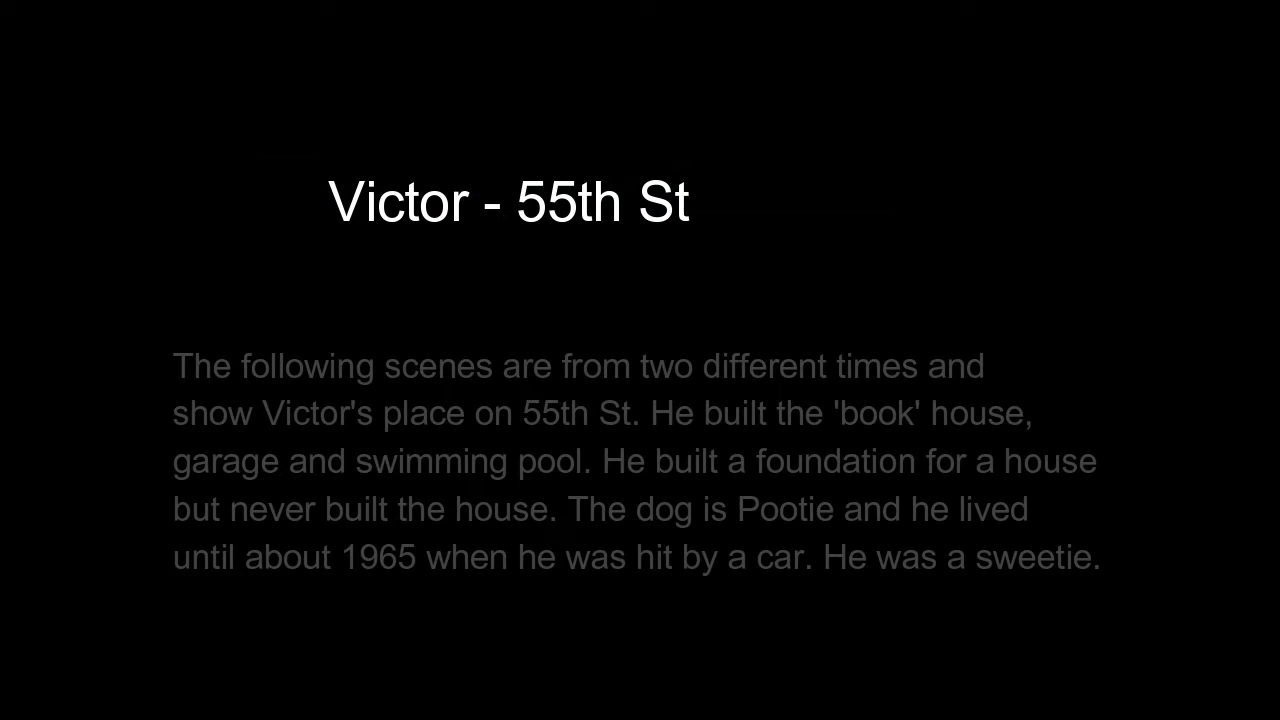 Victor - 55th St
The following scenes are from two different times and
show Victor's place on 55th St. He built the 'book' house,
garage and swimming pool. He built a foundation for a house
but never built the house. The dog is Pootie and he lived
until about 1965 when he was hit by a car. He was a sweetie.